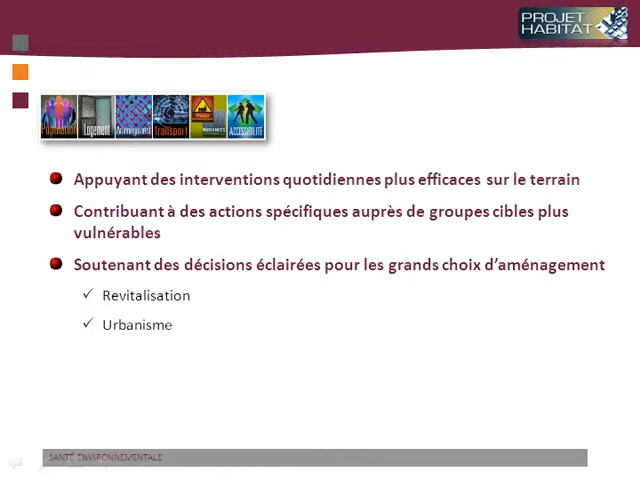 PROJET
HABITAT
Population Logement Aménagement Transport NUISANCES ACCESSIBILITÉ
Appuyant des interventions quotidiennes plus efficaces sur le terrain
Contribuant à des actions spécifiques auprès de groupes cibles plus
vulnérables
Soutenant des décisions éclairées pour les grands choix d’aménagement
Revitalisation
Urbanisme
SANTÉ ENVIRONNEMENTALE